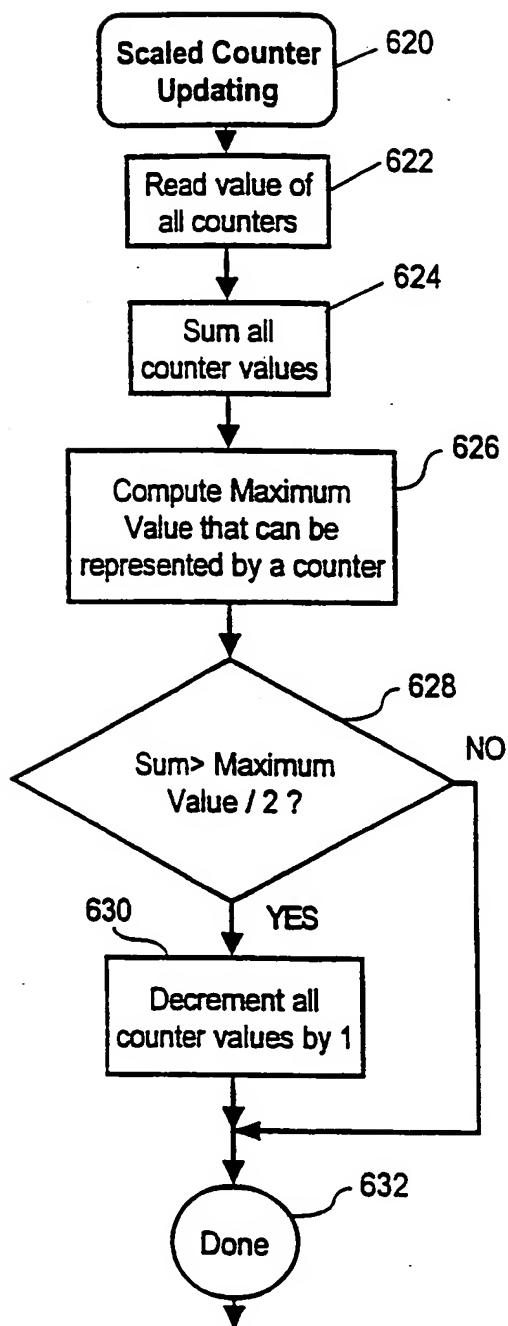 Scaled Counter
Updating
620
Read value of
all counters
622
Sum all
counter values
624
Compute Maximum
Value that can be
represented by a counter
626
Sum> Maximum
Value / 2 ?
628
NO
YES
630
Decrement all
counter values by 1
Done
632